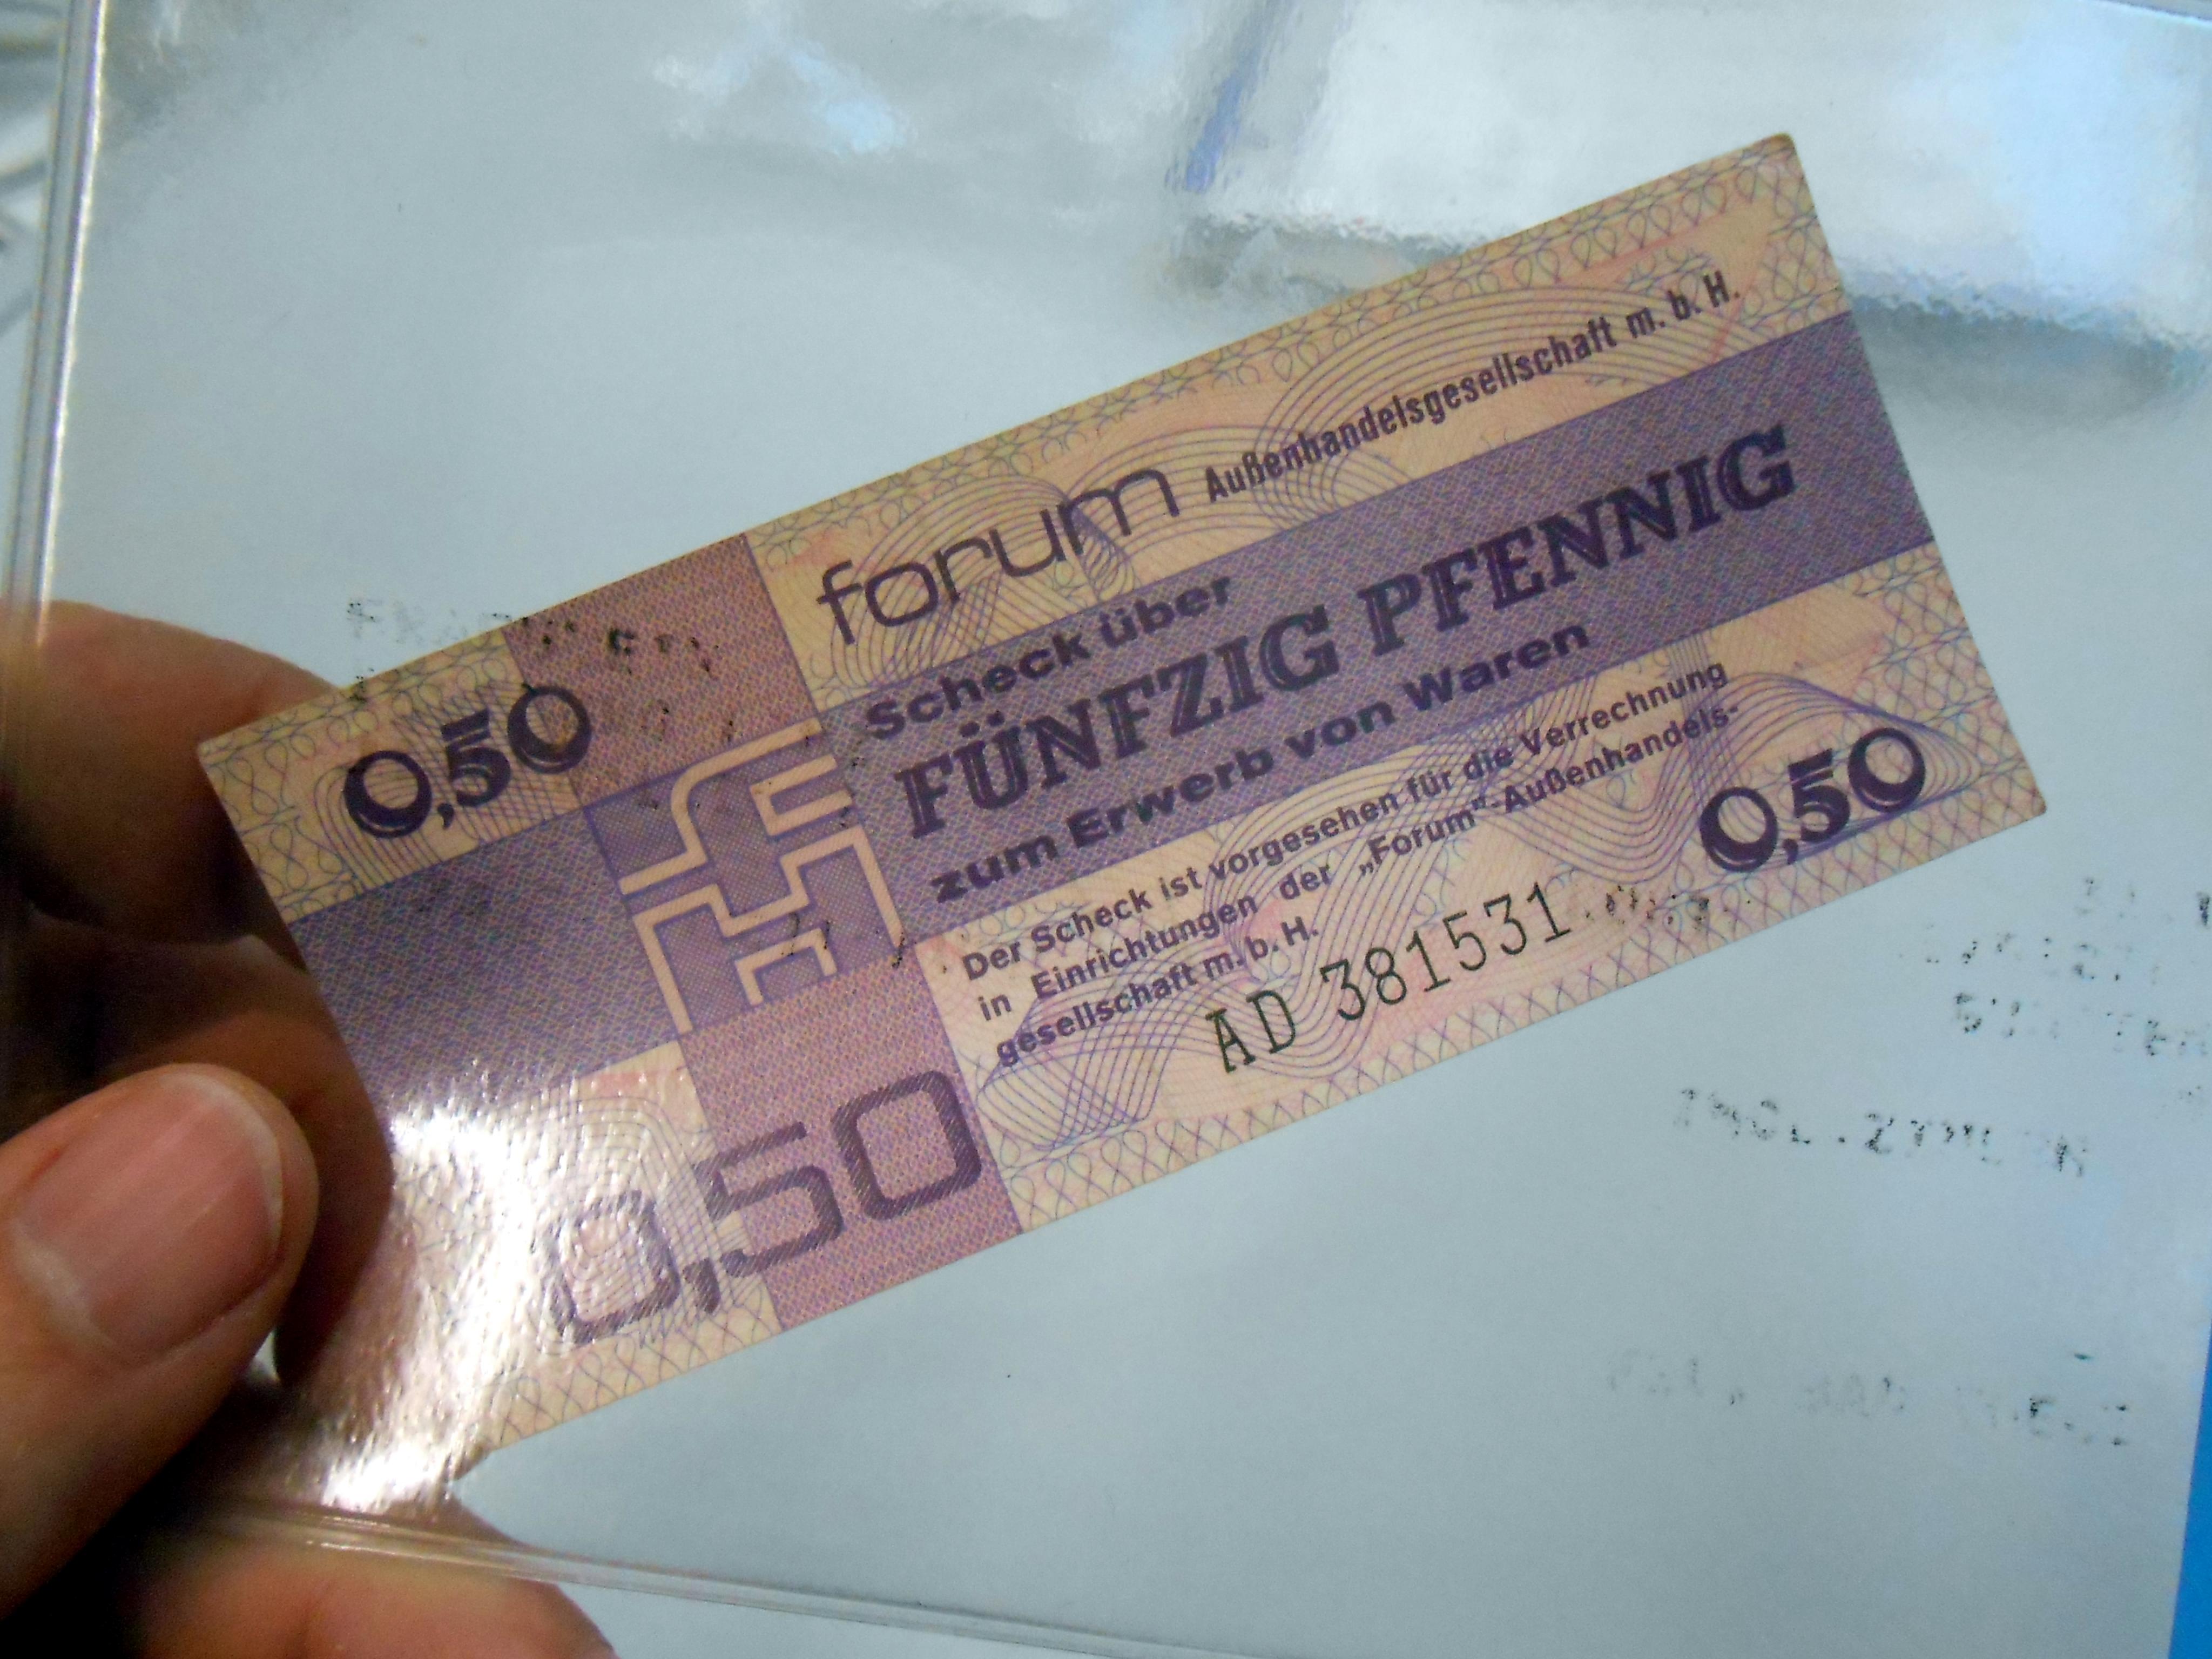 forum Außenhandelsgesellschaft m. b. H.
0,50
Scheck über
FÜNFZIG PFENNIG
zum Erwerb von Waren
Der Scheck ist vorgesehen für die Verrechnung
in Einrichtungen der „Forum"-Außenhandels-
gesellschaft m. b. H.
0,50
AD 381531
0,50